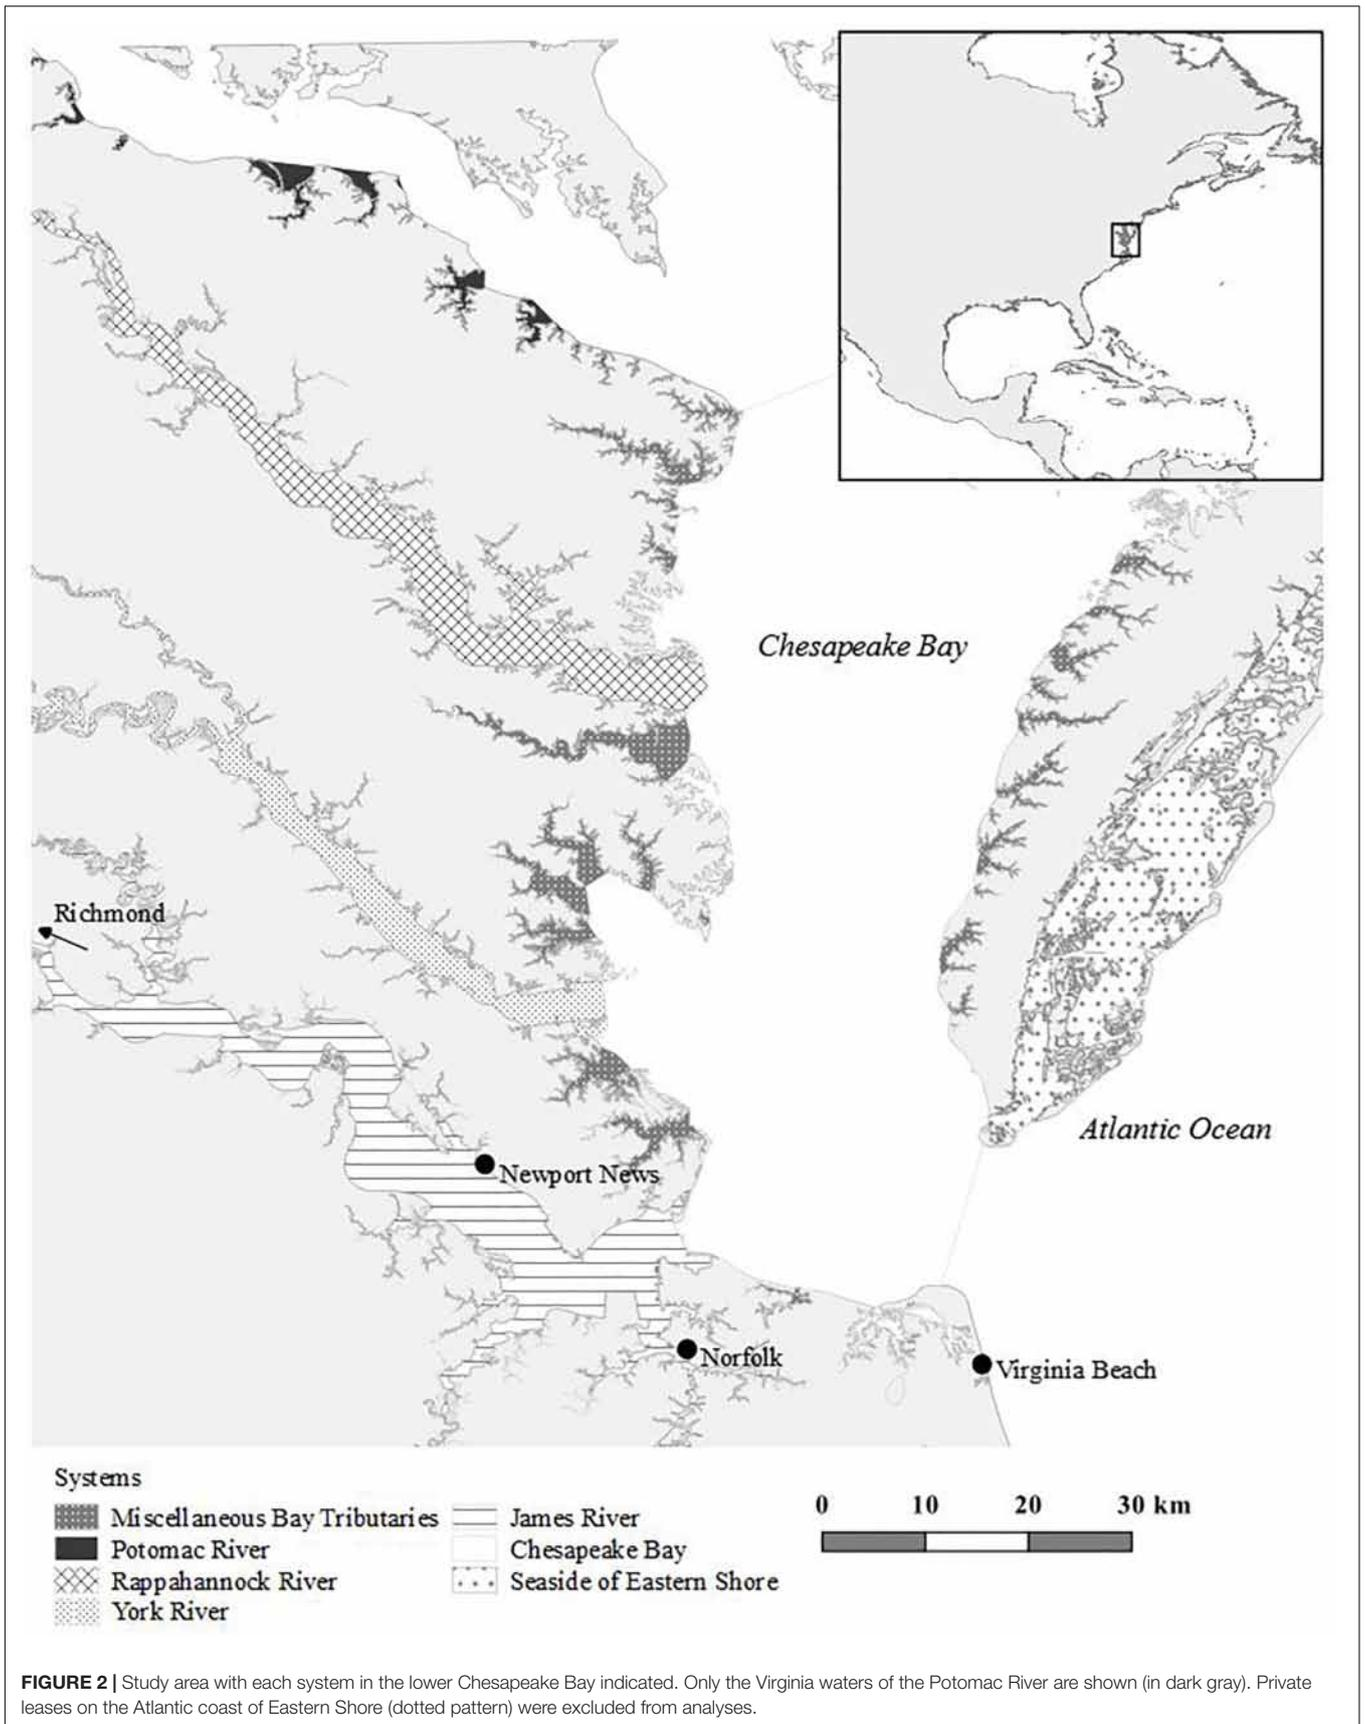 Chesapeake Bay
Richmond
Atlantic Ocean
Newport News
Norfolk
Virginia Beach
Systems
Miscellaneous Bay Tributaries
Potomac River
Rappahannock River
York River
James River
Chesapeake Bay
Seaside of Eastern Shore
0 10 20 30 km
FIGURE 2 | Study area with each system in the lower Chesapeake Bay indicated. Only the Virginia waters of the Potomac River are shown (in dark gray). Private
leases on the Atlantic coast of Eastern Shore (dotted pattern) were excluded from analyses.